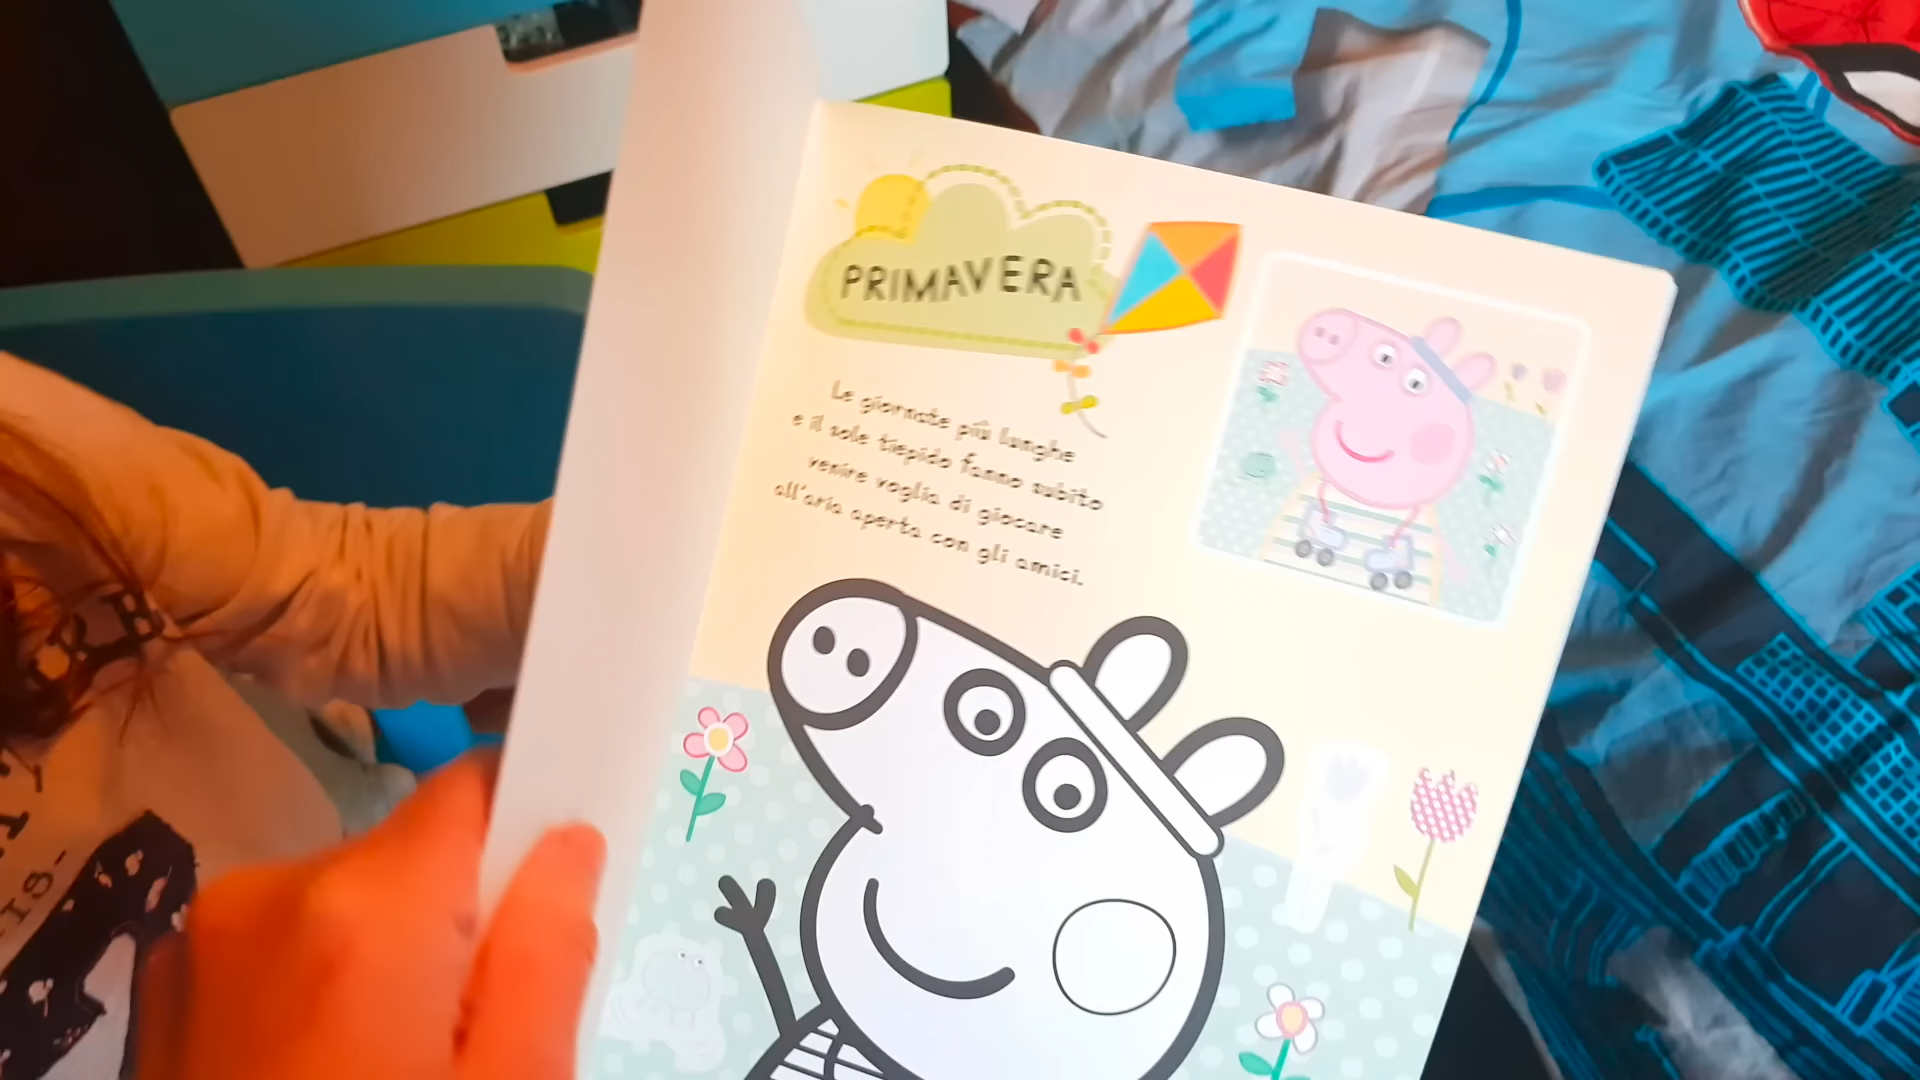 PRIMAVERA
Le giornate più lunghe
e il sole tiepido fanno subito
venire voglia di giocare
all'aria aperta con gli amici.